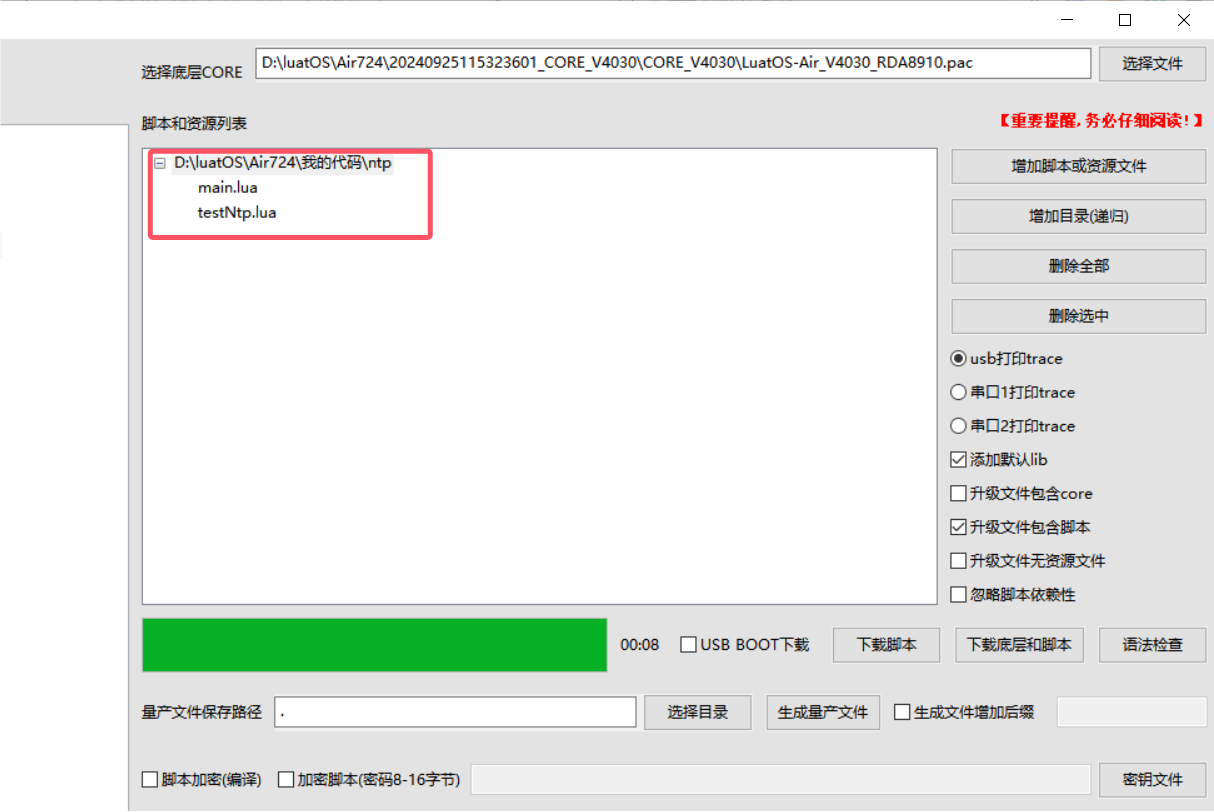 选择底层CORE
D:\luatOS\Air724\20240925115323601_CORE_V4030\CORE_V4030\LuatOS-Air_V4030_RDA8910.pac
选择文件
脚本和资源列表
【重要提醒,务必仔细阅读!】
D:\luatOS\Air724\我的代码\ntp
main.lua
testNtp.lua
增加脚本或资源文件
增加目录(递归)
删除全部
删除选中
usb打印trace
串口1打印trace
串口2打印trace
添加默认lib
升级文件包含core
升级文件包含脚本
升级文件无资源文件
忽略脚本依赖性
00:08
USB BOOT下载
下载脚本
下载底层和脚本
语法检查
量产文件保存路径
.
选择目录
生成量产文件
生成文件增加后缀
脚本加密(编译)
加密脚本(密码8-16字节)
密钥文件